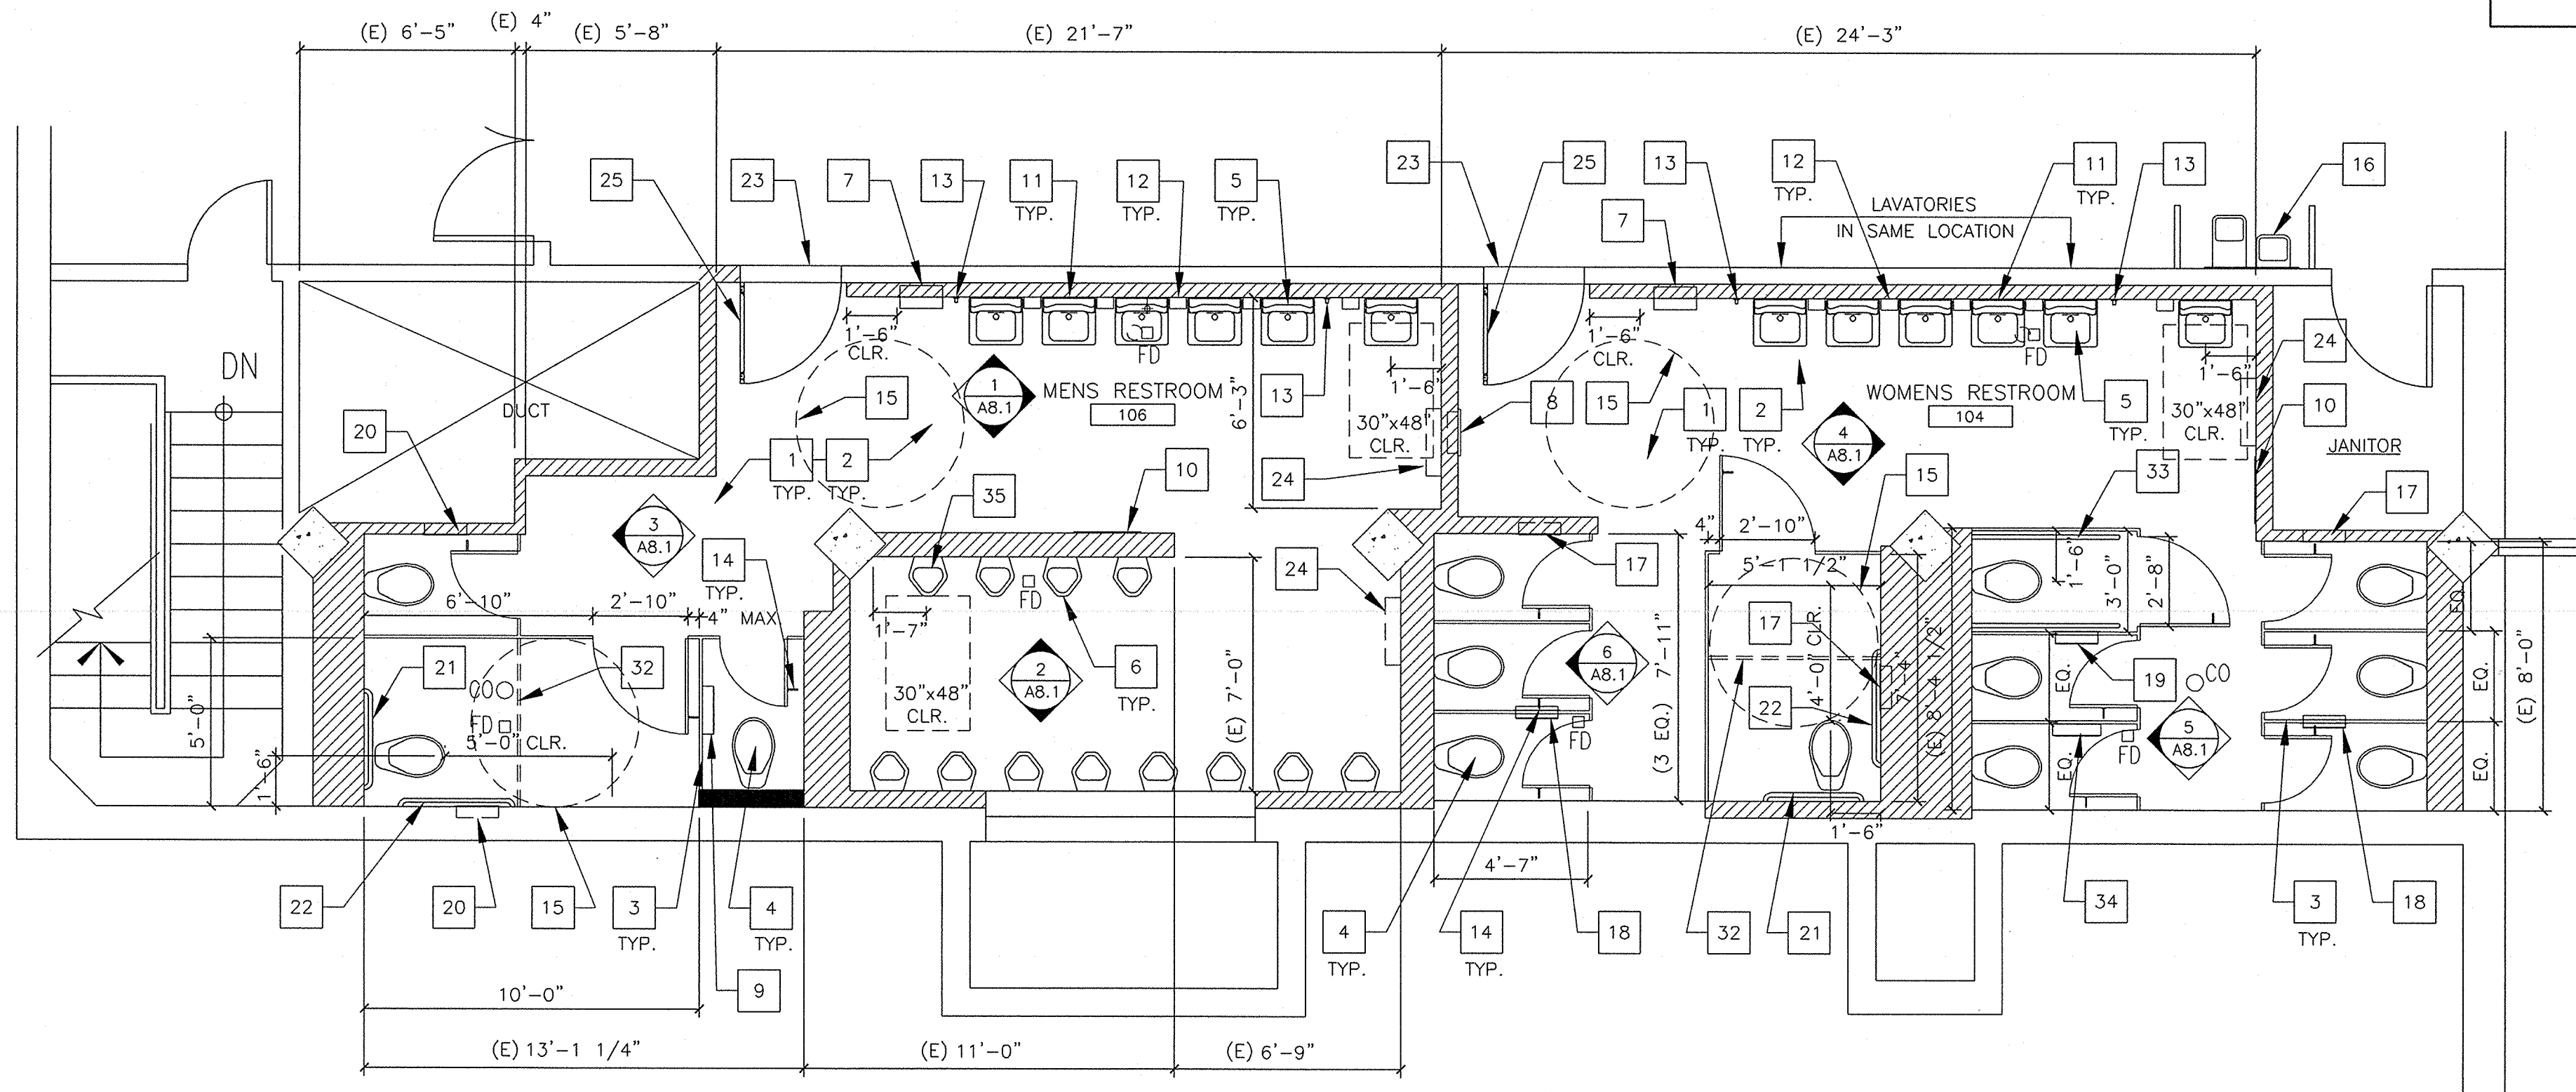 (E) 6'-5"
(E) 4"
(E) 5'-8"
(E) 21'-7"
(E) 24'-3"
25
23
7
13
11
TYP.
12
TYP.
5
TYP.
23
25
13
12
TYP.
11
TYP.
13
16
7
LAVATORIES
IN SAME LOCATION
DN
DUCT
20
1'-6"
CLR.
15
1
A8.1
MENS RESTROOM
106
FD
13
6'-3"
1'-6"
30"x48"
CLR.
24
8
1'-6"
CLR.
15
1
TYP.
2
TYP.
4
A8.1
WOMENS RESTROOM
104
FD
5
TYP.
1'-6"
30"x48"
CLR.
24
10
JANITOR
33
17
1
TYP.
2
TYP.
10
35
3
A8.1
14
TYP.
24
17
4"
2'-10"
15
5'-1 1/2"
1'-6"
3'-0"
2'-8"
EQ.
6'-10"
2'-10"
4" MAX.
1'-7"
FD
2
A8.1
6
TYP.
30"x48"
CLR.
(E) 7'-0"
6
A8.1
(3 EQ.) 7'-11"
17
4'-0" CLR.
22
7'-4"
(E) 8'-4 1/2"
EQ.
19
CO
EQ.
(E) 8'-0"
21
CO
32
FD
5'-0" CLR.
5'-0"
1'-6"
FD
EQ.
FD
5
A8.1
EQ.
1'-6"
4'-7"
22
20
15
3
TYP.
4
TYP.
9
4
TYP.
14
TYP.
18
32
21
34
3
TYP.
18
10'-0"
(E) 13'-1 1/4"
(E) 11'-0"
(E) 6'-9"